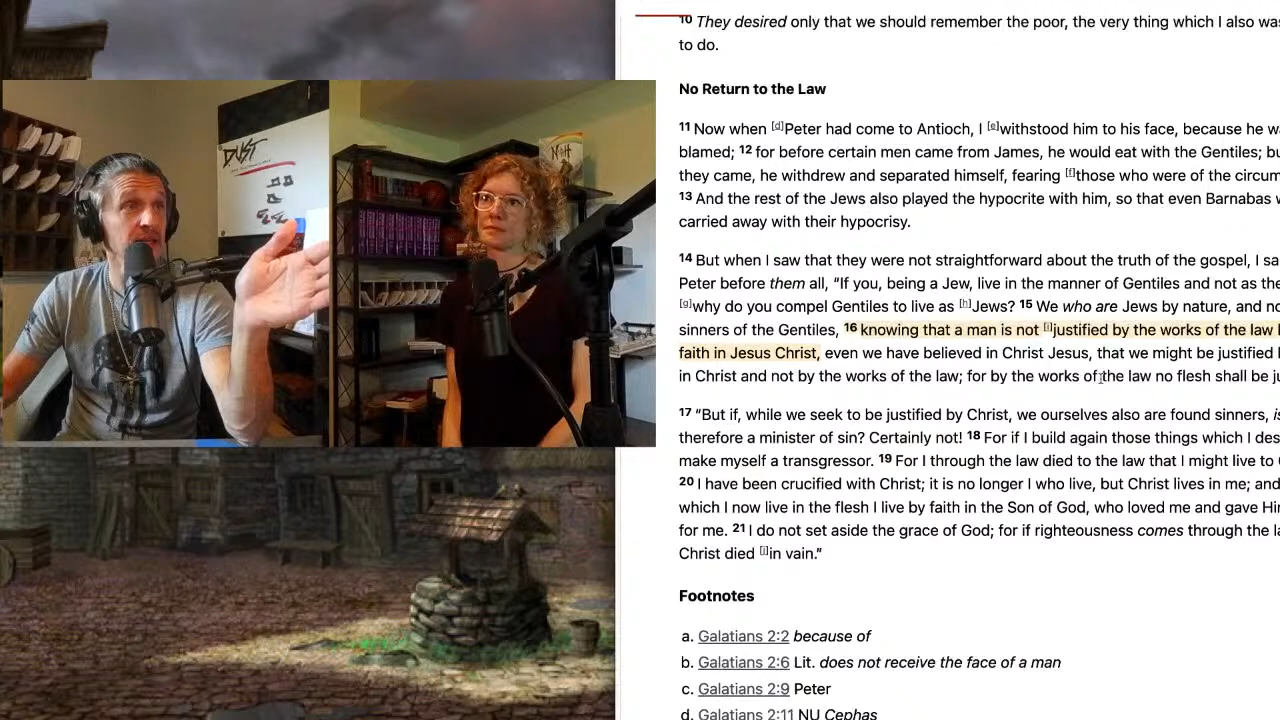 DUST
10 They desired only that we should remember the poor, the very thing which I also was
to do.
No Return to the Law
11 Now when [d]Peter had come to Antioch, I [e]withstood him to his face, because he w
blamed; 12 for before certain men came from James, he would eat with the Gentiles; bu
they came, he withdrew and separated himself, fearing [f]those who were of the circum
13 And the rest of the Jews also played the hypocrite with him, so that even Barnabas w
carried away with their hypocrisy.
14 But when I saw that they were not straightforward about the truth of the gospel, I sa
Peter before them all, “If you, being a Jew, live in the manner of Gentiles and not as the
[g]why do you compel Gentiles to live as [h]Jews? 15 We who are Jews by nature, and no
sinners of the Gentiles, 16 knowing that a man is not [i]justified by the works of the law
faith in Jesus Christ, even we have believed in Christ Jesus, that we might be justified
in Christ and not by the works of the law; for by the works of the law no flesh shall be ju
17 “But if, while we seek to be justified by Christ, we ourselves also are found sinners, is
therefore a minister of sin? Certainly not! 18 For if I build again those things which I des
make myself a transgressor. 19 For I through the law died to the law that I might live to
20 I have been crucified with Christ; it is no longer I who live, but Christ lives in me; and
which I now live in the flesh I live by faith in the Son of God, who loved me and gave Hi
for me. 21 I do not set aside the grace of God; for if righteousness comes through the la
Christ died [j]in vain.”
Footnotes
a. Galatians 2:2 because of
b. Galatians 2:6 Lit. does not receive the face of a man
c. Galatians 2:9 Peter
d. Galatians 2:11 NU Cephas